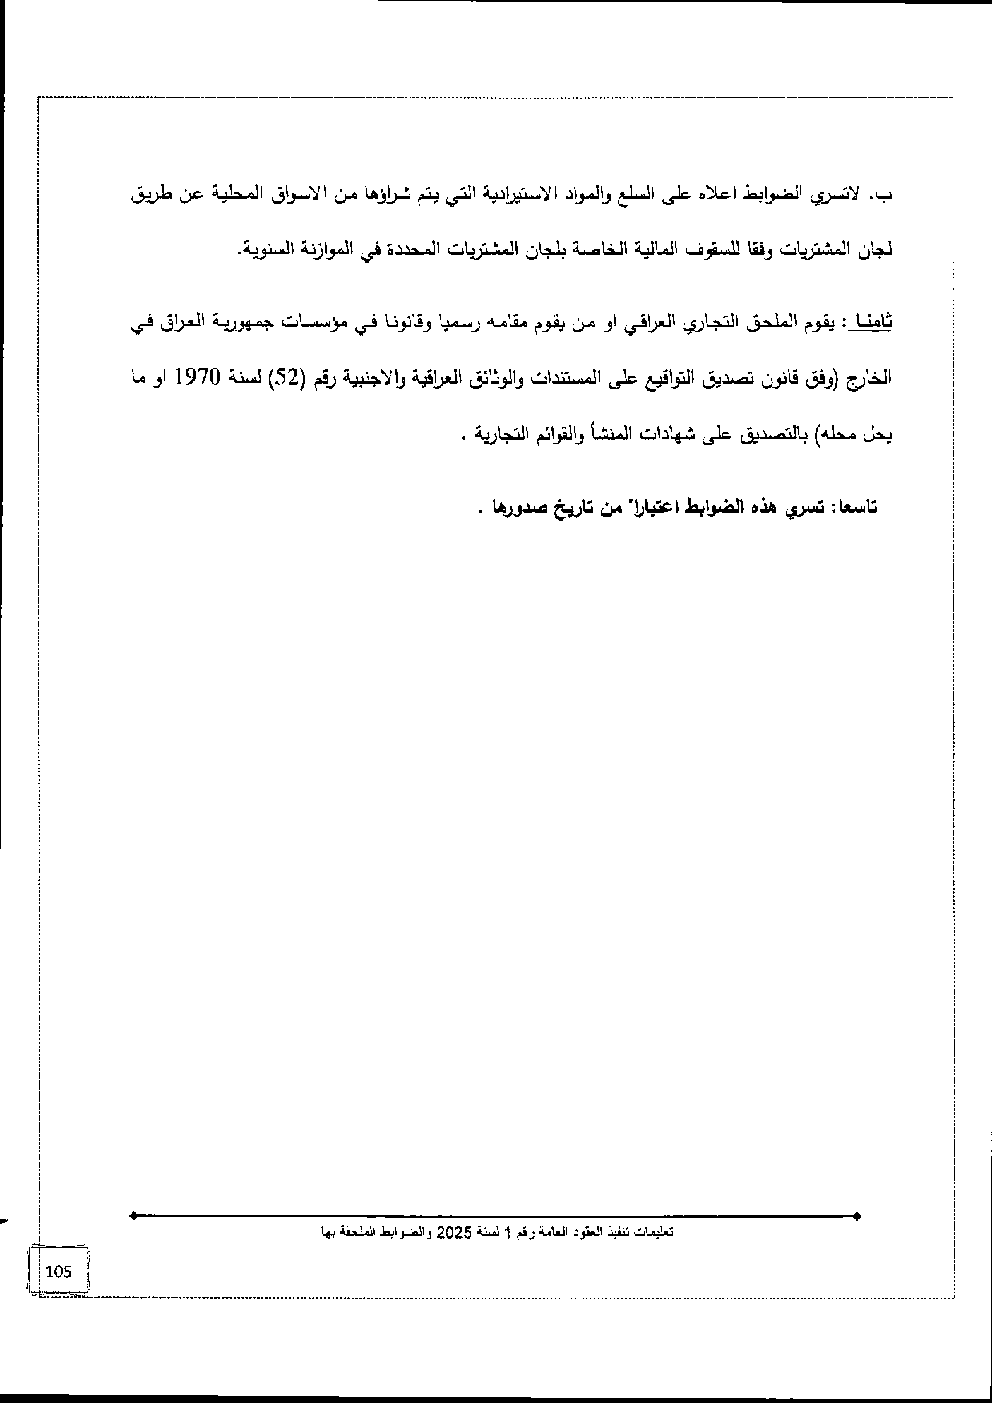 ب. لاتسري الضوابط اعلاه على السلع والمواد الاستيرادية التي يتم شراؤها من الاسواق المحلية عن طريق
لجان المشتريات وفقا للسقوف المالية الخاصة بلجان المشتريات المحددة في الموازنة السنوية.
ثامنا : يقوم الملحق التجاري العراقي او من يقوم مقامه رسميا وقانونا في مؤسسات جمهورية العراق في
الخارج (وفق قانون تصديق التواقيع على المستندات والوثائق العراقية والاجنبية رقم (52) لسنة 1970 او ما
يحل محله) بالتصديق على شهادات المنشأ والقوائم التجارية .
تاسعا: تسري هذه الضوابط اعتباراً من تاريخ صدورها .
تعليمات تنفيذ العقود العامة رقم 1 لسنة 2025 والضوابط الملحقة بها
105